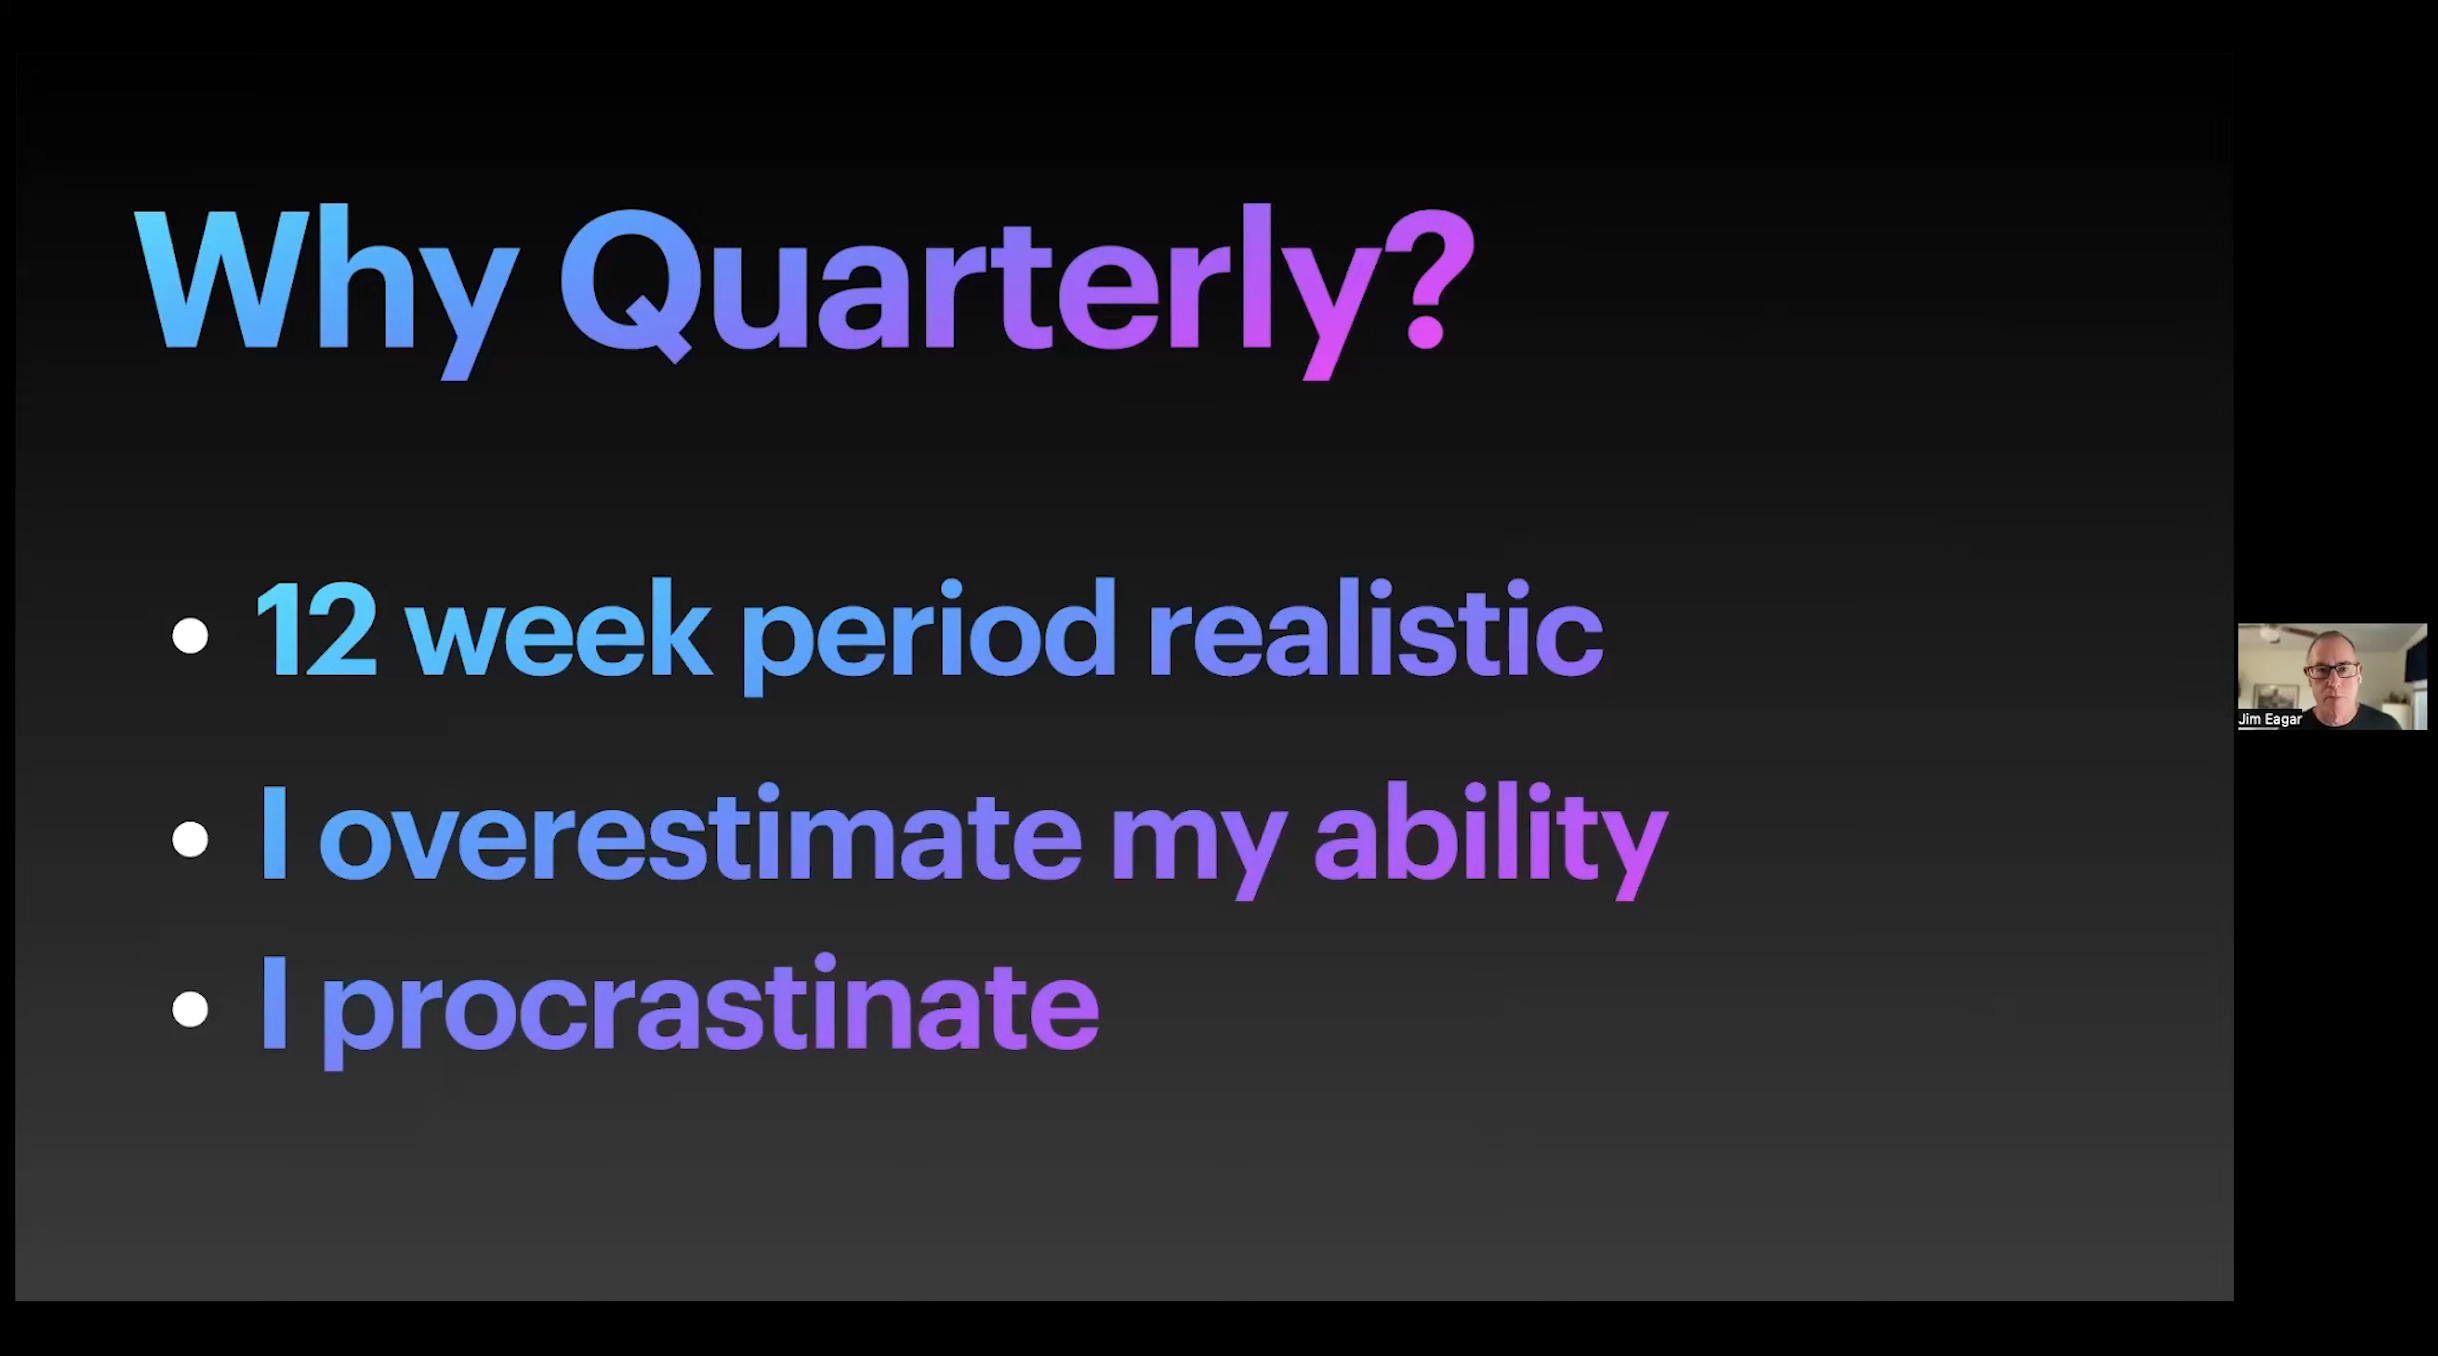 Why Quarterly?
• 12 week period realistic
• I overestimate my ability
• I procrastinate
Jim Eagar